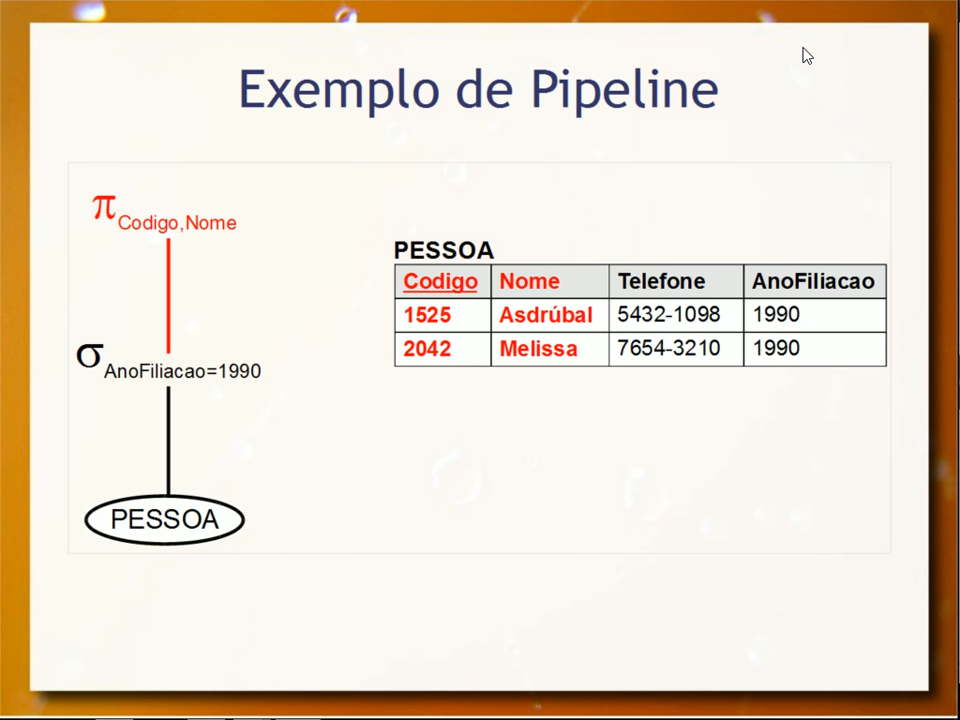 Exemplo de Pipeline
π Codigo,Nome
σ AnoFiliacao=1990
PESSOA
PESSOA
Codigo Nome Telefone AnoFiliacao
1525 Asdrúbal 5432-1098 1990
2042 Melissa 7654-3210 1990